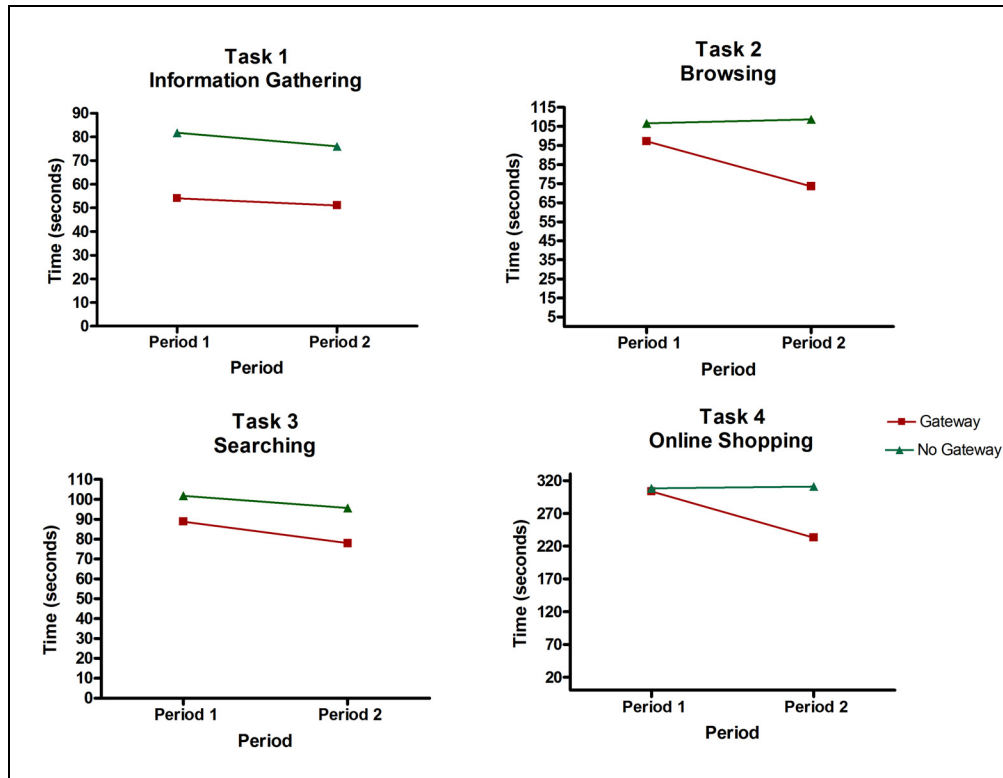 Task 1
Information Gathering
Time (seconds)
90
80
70
60
50
40
30
20
10
0
Period 1 Period 2
Period
Task 2
Browsing
Time (seconds)
115
105
95
85
75
65
55
45
35
25
15
5
Period 1 Period 2
Period
Task 3
Searching
Time (seconds)
110
100
90
80
70
60
50
40
30
20
10
0
Period 1 Period 2
Period
Task 4
Online Shopping
Time (seconds)
320
270
220
170
120
70
20
Period 1 Period 2
Period
Gateway
No Gateway